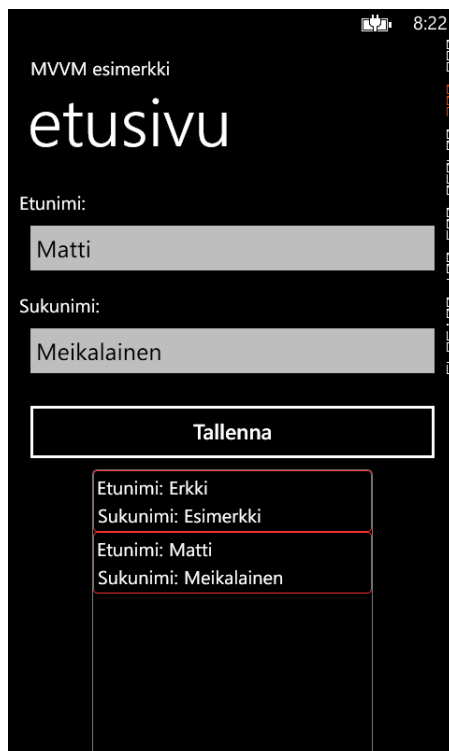 8:22
MVVM esimerkki
etusivu
Etunimi:
Matti
Sukunimi:
Meikalainen
Tallenna
Etunimi: Erkki
Sukunimi: Esimerkki
Etunimi: Matti
Sukunimi: Meikalainen